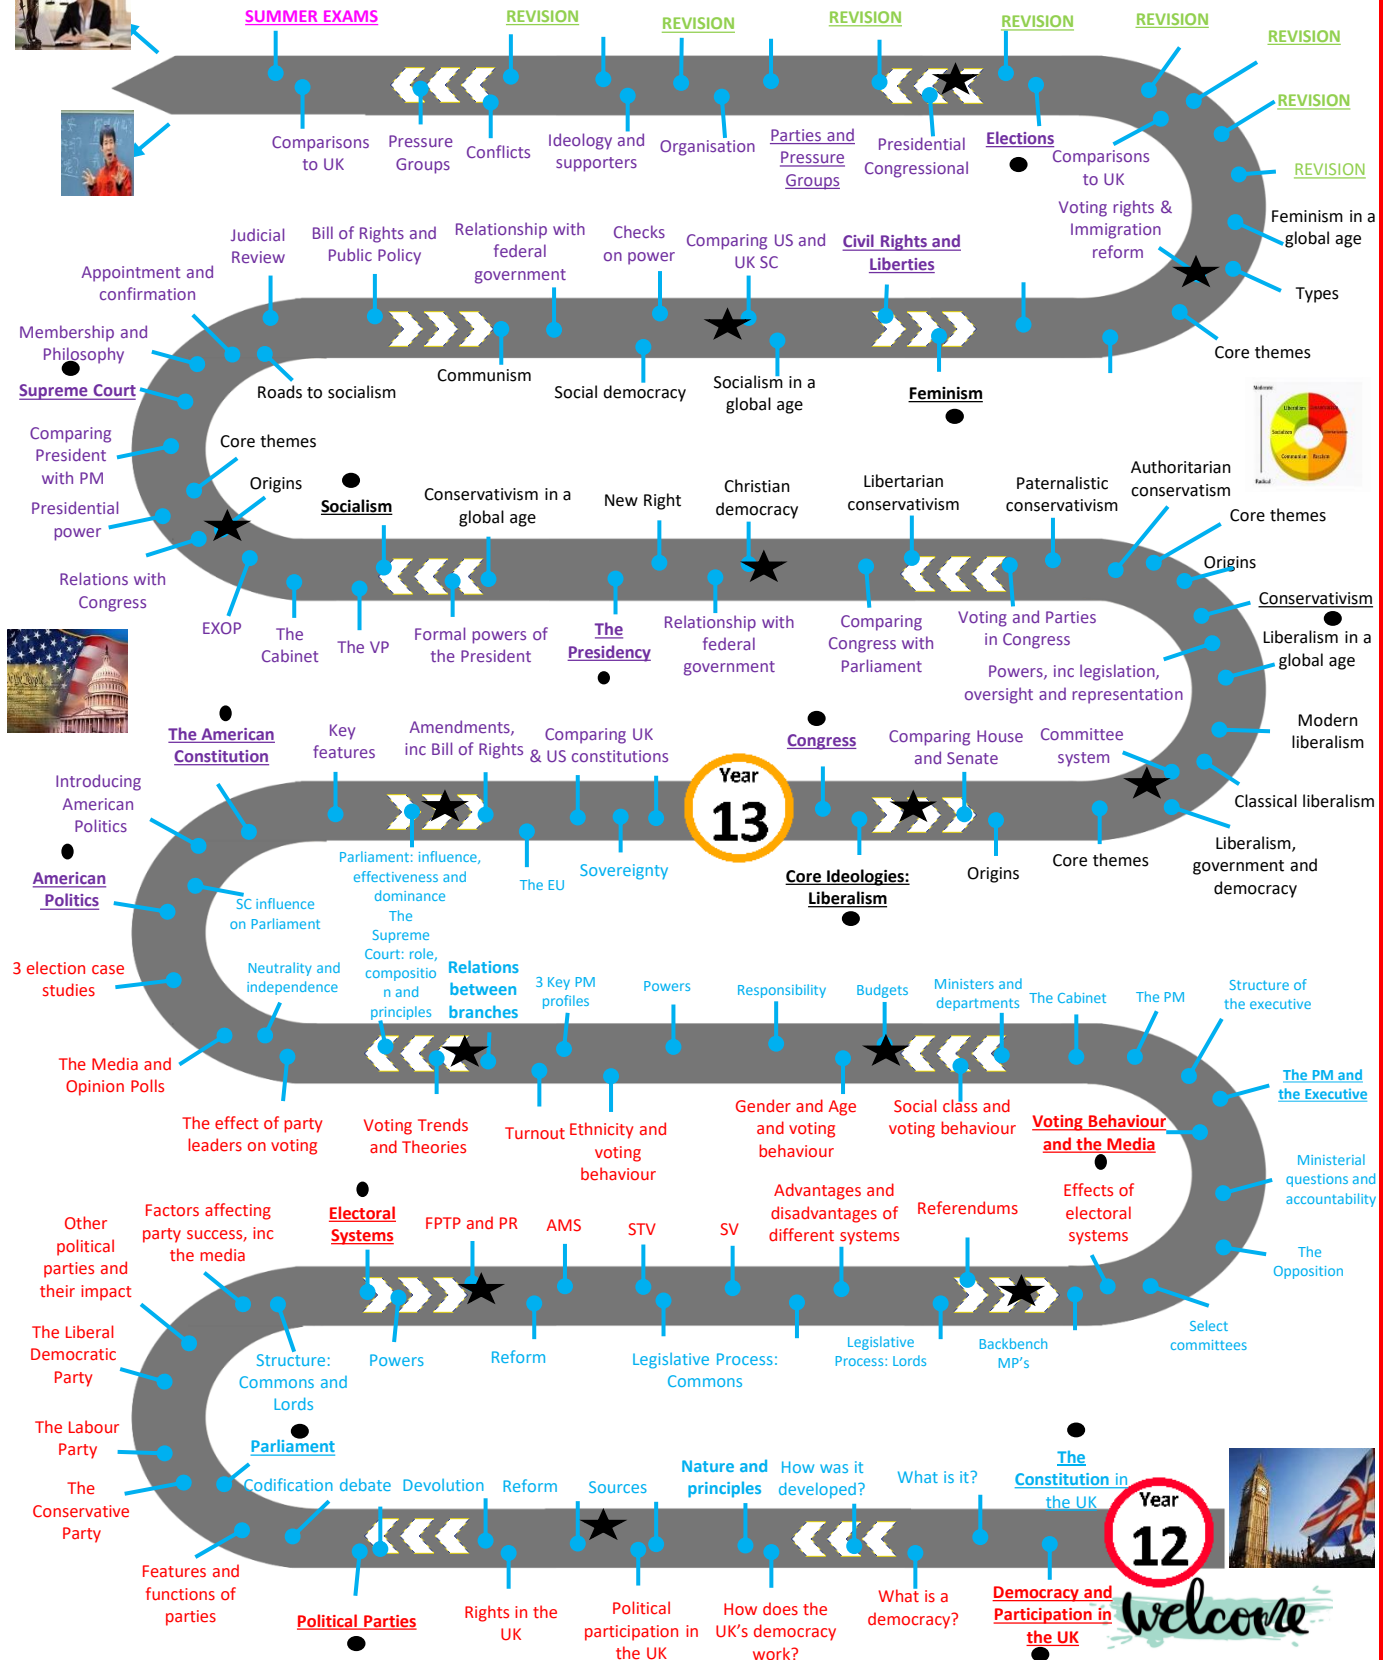 SUMMER EXAMS
REVISION
REVISION
REVISION
REVISION
REVISION
REVISION
REVISION
REVISION
Comparisons
to UK
Pressure
Groups
Conflicts
Ideology and
supporters
Organisation
Parties and
Pressure
Groups
Presidential
Congressional
Elections
Comparisons
to UK
Voting rights &
Immigration
reform
Feminism in a
global age
Types
Core themes
Judicial
Review
Bill of Rights and
Public Policy
Relationship with
federal
government
Checks
on power
Comparing US and
UK SC
Civil Rights and
Liberties
Appointment and
confirmation
Membership and
Philosophy
Supreme Court
Roads to socialism
Communism
Social democracy
Socialism in a
global age
Feminism
Moderate
Liberalism
Socialism
Communism
Fascism
Radical
Comparing
President
with PM
Core themes
Origins
Socialism
Conservativism in a
global age
New Right
Christian
democracy
Libertarian
conservativism
Paternalistic
conservativism
Authoritarian
conservatism
Core themes
Origins
Conservativism
Presidential
power
Relations with
Congress
EXOP
The
Cabinet
The VP
Formal powers of
the President
The
Presidency
Relationship with
federal
government
Comparing
Congress with
Parliament
Voting and Parties
in Congress
Powers, inc legislation,
oversight and representation
Liberalism in a
global age
Modern
liberalism
Classical liberalism
Liberalism,
government and
democracy
The American
Constitution
Key
features
Amendments,
inc Bill of Rights
Comparing UK
& US constitutions
Year
13
Congress
Comparing House
and Senate
Committee
system
Introducing
American
Politics
American
Politics
SC influence
on Parliament
Parliament: influence,
effectiveness and
dominance
The EU
Sovereignty
Core Ideologies:
Liberalism
Origins
Core themes
3 election case
studies
Neutrality and
independence
The
Supreme
Court: role,
compositio
n and
principles
Relations
between
branches
3 Key PM
profiles
Powers
Responsibility
Budgets
Ministers and
departments
The Cabinet
The PM
Structure of
the executive
The PM and
the Executive
The Media and
Opinion Polls
The effect of party
leaders on voting
Voting Trends
and Theories
Turnout
Ethnicity and
voting
behaviour
Gender and Age
and voting
behaviour
Social class and
voting behaviour
Voting Behaviour
and the Media
Ministerial
questions and
accountability
The
Opposition
Select
committees
Other
political
parties and
their impact
Factors affecting
party success, inc
the media
Electoral
Systems
FPTP and PR
AMS
STV
SV
Advantages and
disadvantages of
different systems
Referendums
Effects of
electoral
systems
The Liberal
Democratic
Party
Structure:
Commons and
Lords
Powers
Reform
Legislative Process:
Commons
Legislative
Process: Lords
Backbench
MP's
The Labour
Party
The
Conservative
Party
Parliament
Codification debate
Devolution
Reform
Sources
Nature and
principles
How was it
developed?
What is it?
The
Constitution in
the UK
Year
12
welcome
Features and
functions of
parties
Political Parties
Rights in the
UK
Political
participation in
the UK
How does the
UK's democracy
work?
What is a
democracy?
Democracy and
Participation in
the UK